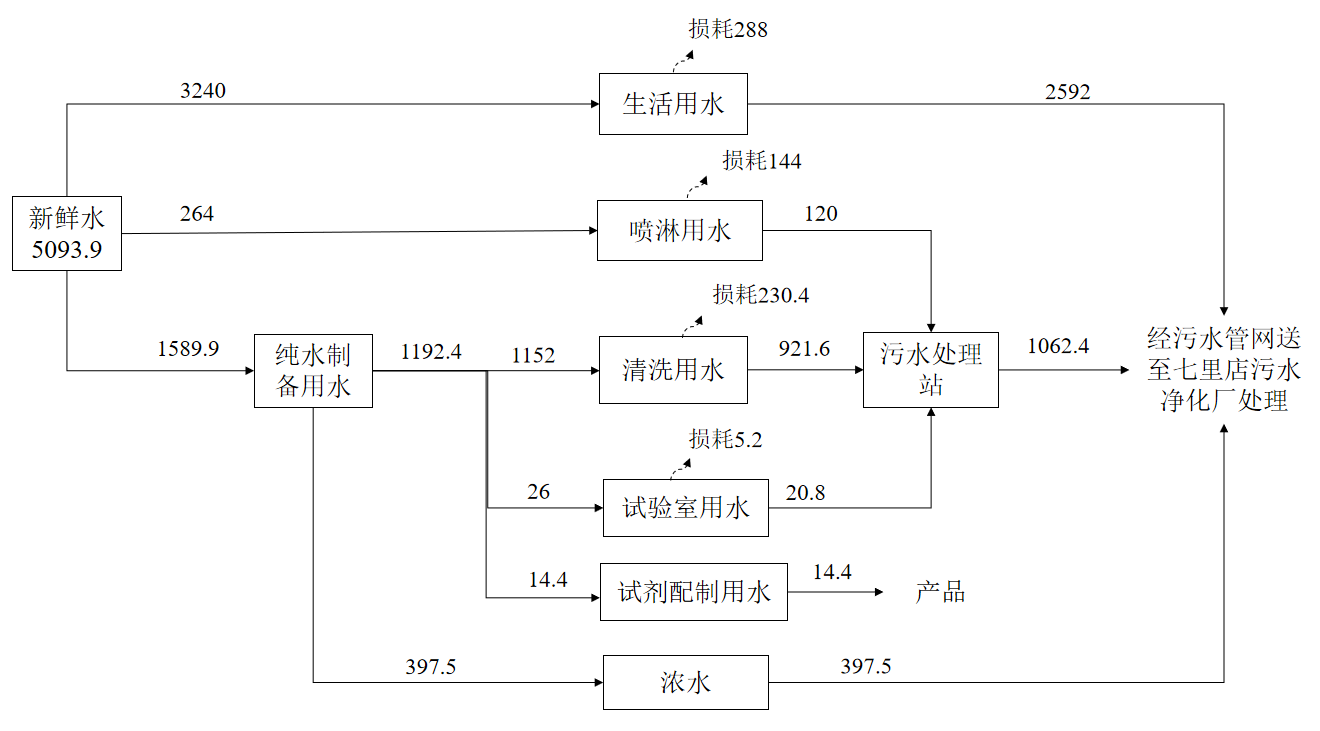 损耗288
3240
生活用水
2592
损耗144
新鲜水
5093.9
264
喷淋用水
120
损耗230.4
1589.9
纯水制
备用水
1192.4
1152
清洗用水
921.6
污水处理
站
1062.4
经污水管网送
至七里店污水
净化厂处理
损耗5.2
26
试验室用水
20.8
14.4
试剂配制用水
14.4
产品
397.5
浓水
397.5